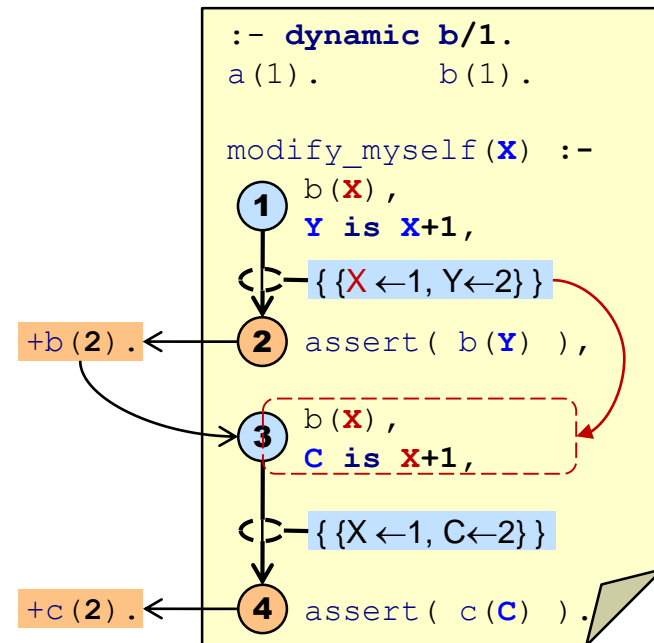 :- dynamic b/1.
a(1). b(1).
modify_myself(X) :-
1 b(X),
Y is X+1,
{ {X ←1, Y←2} }
+b(2). 2 assert( b(Y) ),
3 b(X),
C is X+1,
{ {X ←1, C←2} }
+c(2). 4 assert( c(C) ).